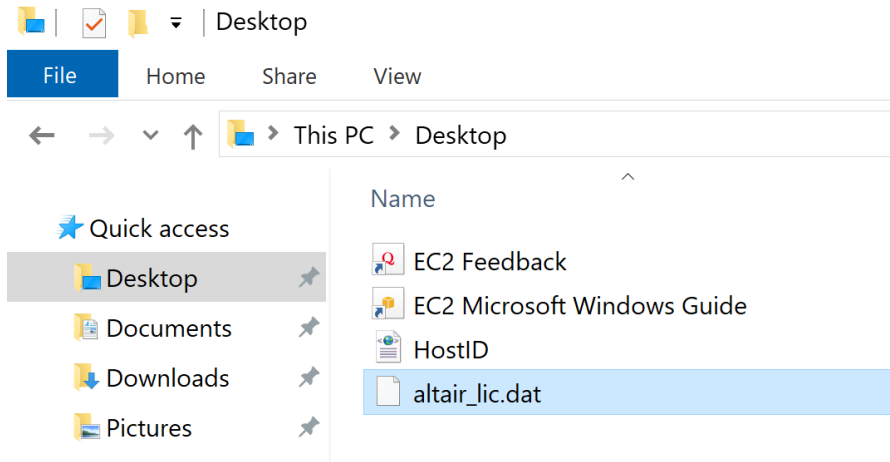 Desktop
File Home Share View
This PC Desktop
Name
Quick access
Desktop
Documents
Downloads
Pictures
EC2 Feedback
EC2 Microsoft Windows Guide
HostID
altair_lic.dat